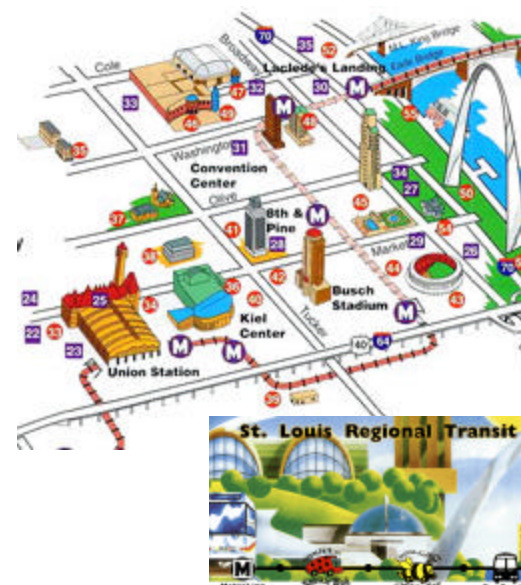 70
35
52
M.L. King Bridge
Eads Bridge
Broadway
Cole
Laclede's Landing
47
32
30
M
33
M
55
46
49
48
35
Washington
31
Convention
Center
34
27
50
Olive
45
37
8th &
Pine
M
41
28
29
54
26
38
Market
44
42
70
24
25
36
40
Busch
Stadium
43
34
22
33
Kiel
Center
M
Tucker
23
M
M
40
64
Union Station
39
St. Louis Regional Transit
M